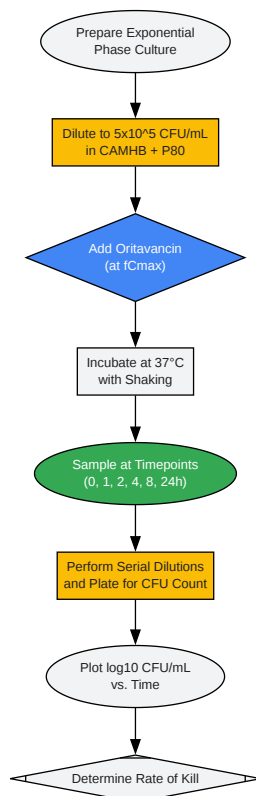 Prepare Exponential
Phase Culture
Dilute to 5x10^5 CFU/mL
in CAMHB + P80
Add Oritavancin
(at fCmax)
Incubate at 37°C
with Shaking
Sample at Timepoints
(0, 1, 2, 4, 8, 24h)
Perform Serial Dilutions
and Plate for CFU Count
Plot log10 CFU/mL
vs. Time
Determine Rate of Kill